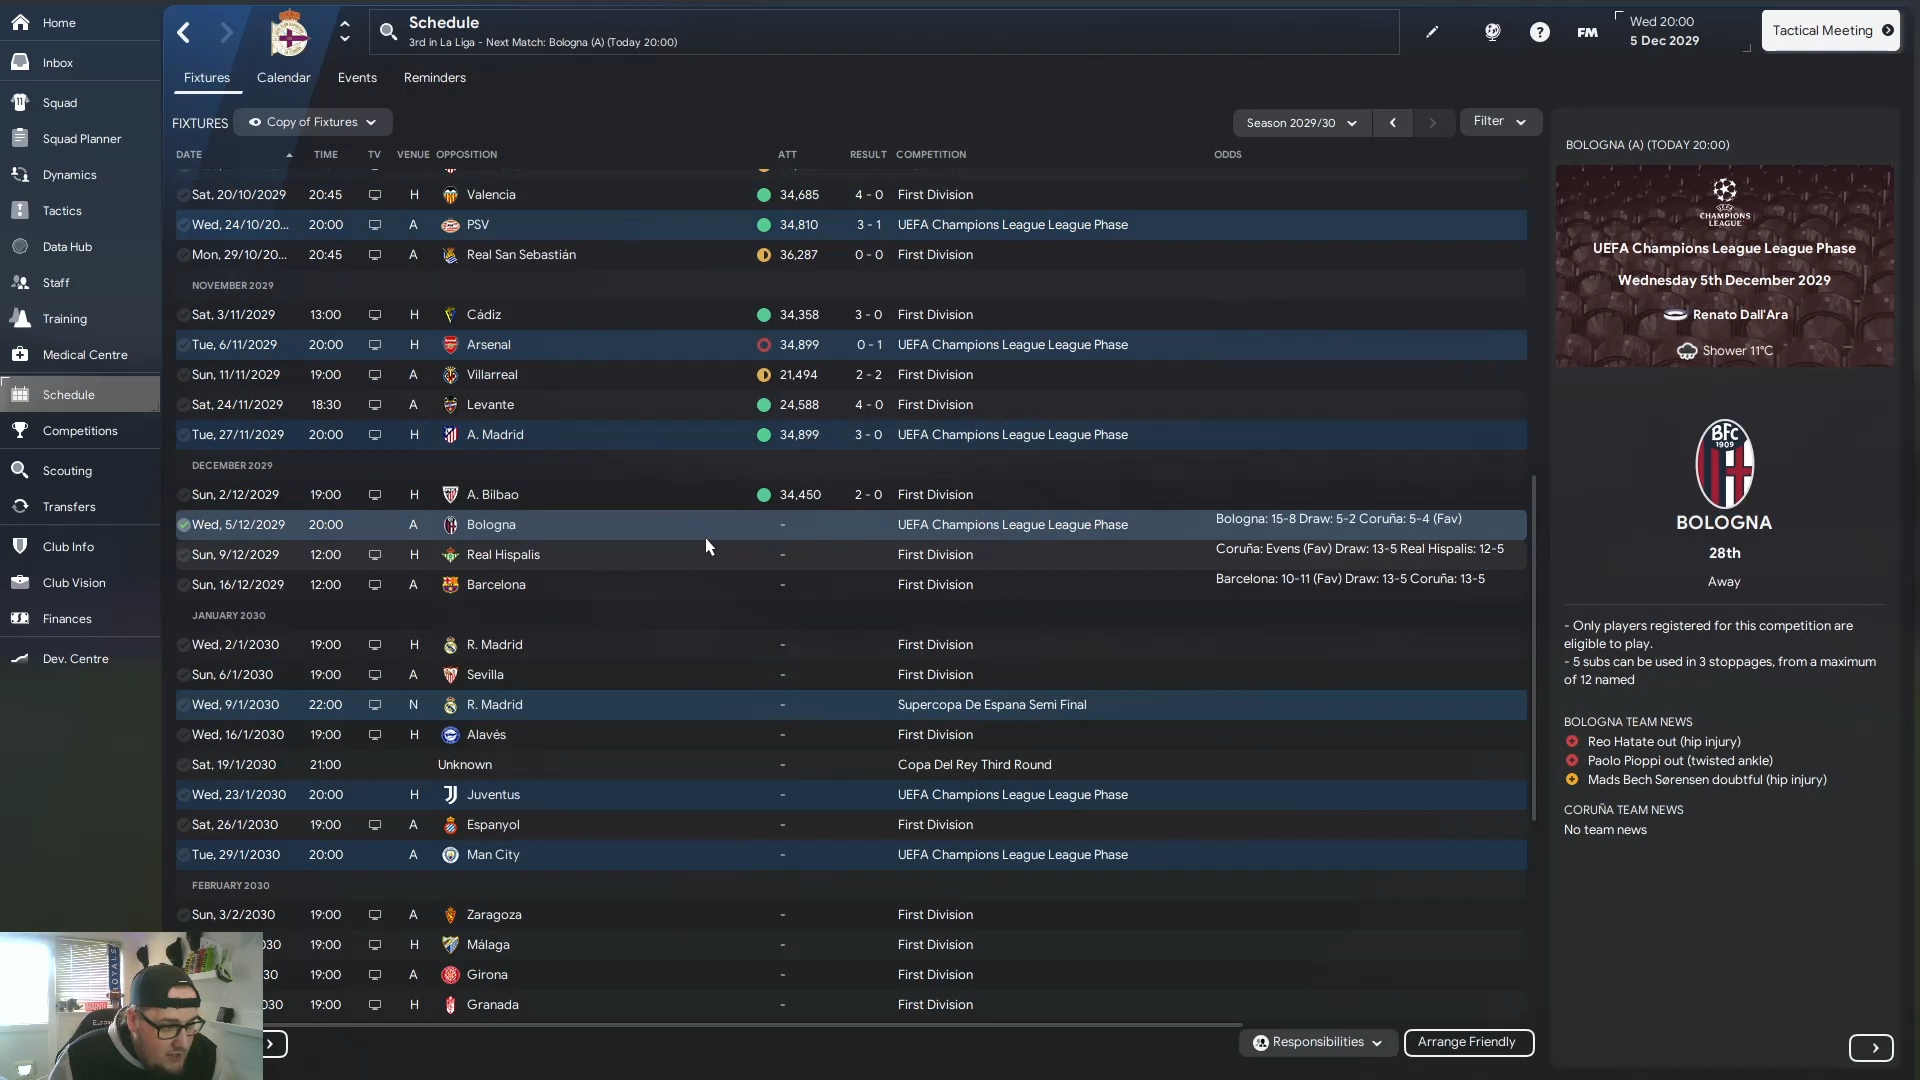 Home
Inbox
Squad
Squad Planner
Dynamics
Tactics
Data Hub
Staff
Training
Medical Centre
Schedule
Competitions
Scouting
Transfers
Club Info
Club Vision
Finances
Dev. Centre
Schedule
3rd in La Liga - Next Match: Bologna (A) (Today 20:00)
FM
Wed 20:00
5 Dec 2029
Tactical Meeting
Fixtures Calendar Events Reminders
FIXTURES Copy of Fixtures Season 2029/30 Filter
DATE TIME TV VENUE OPPOSITION ATT RESULT COMPETITION ODDS
Sat, 20/10/2029 20:45 H Valencia 34,685 4 - 0 First Division
Wed, 24/10/20... 20:00 A PSV 34,810 3 - 1 UEFA Champions League League Phase
Mon, 29/10/20... 20:45 A Real San Sebastián 36,287 0 - 0 First Division
NOVEMBER 2029
Sat, 3/11/2029 13:00 H Cádiz 34,358 3 - 0 First Division
Tue, 6/11/2029 20:00 H Arsenal 34,899 0 - 1 UEFA Champions League League Phase
Sun, 11/11/2029 19:00 A Villarreal 21,494 2 - 2 First Division
Sat, 24/11/2029 18:30 A Levante 24,588 4 - 0 First Division
Tue, 27/11/2029 20:00 H A. Madrid 34,899 3 - 0 UEFA Champions League League Phase
DECEMBER 2029
Sun, 2/12/2029 19:00 H A. Bilbao 34,450 2 - 0 First Division
Wed, 5/12/2029 20:00 A Bologna - UEFA Champions League League Phase Bologna: 15-8 Draw: 5-2 Coruña: 5-4 (Fav)
Sun, 9/12/2029 12:00 H Real Hispalis - First Division Coruña: Evens (Fav) Draw: 13-5 Real Hispalis: 12-5
Sun, 16/12/2029 12:00 A Barcelona - First Division Barcelona: 10-11 (Fav) Draw: 13-5 Coruña: 13-5
JANUARY 2030
Wed, 2/1/2030 19:00 H R. Madrid - First Division
Sun, 6/1/2030 19:00 A Sevilla - First Division
Wed, 9/1/2030 22:00 N R. Madrid - Supercopa De Espana Semi Final
Wed, 16/1/2030 19:00 H Alavés - First Division
Sat, 19/1/2030 21:00 Unknown - Copa Del Rey Third Round
Wed, 23/1/2030 20:00 H Juventus - UEFA Champions League League Phase
Sat, 26/1/2030 19:00 A Espanyol - First Division
Tue, 29/1/2030 20:00 A Man City - UEFA Champions League League Phase
FEBRUARY 2030
Sun, 3/2/2030 19:00 A Zaragoza - First Division
030 19:00 H Málaga - First Division
30 19:00 A Girona - First Division
030 19:00 H Granada - First Division
Responsibilities Arrange Friendly
BOLOGNA (A) (TODAY 20:00)
CHAMPIONS
LEAGUE
UEFA Champions League League Phase
Wednesday 5th December 2029
Renato Dall'Ara
Shower 11°C
BFC
1909
BOLOGNA
28th
Away
- Only players registered for this competition are
eligible to play.
- 5 subs can be used in 3 stoppages, from a maximum
of 12 named
BOLOGNA TEAM NEWS
Reo Hatate out (hip injury)
Paolo Pioppi out (twisted ankle)
Mads Bech Sørensen doubtful (hip injury)
CORUÑA TEAM NEWS
No team news
ROYALS